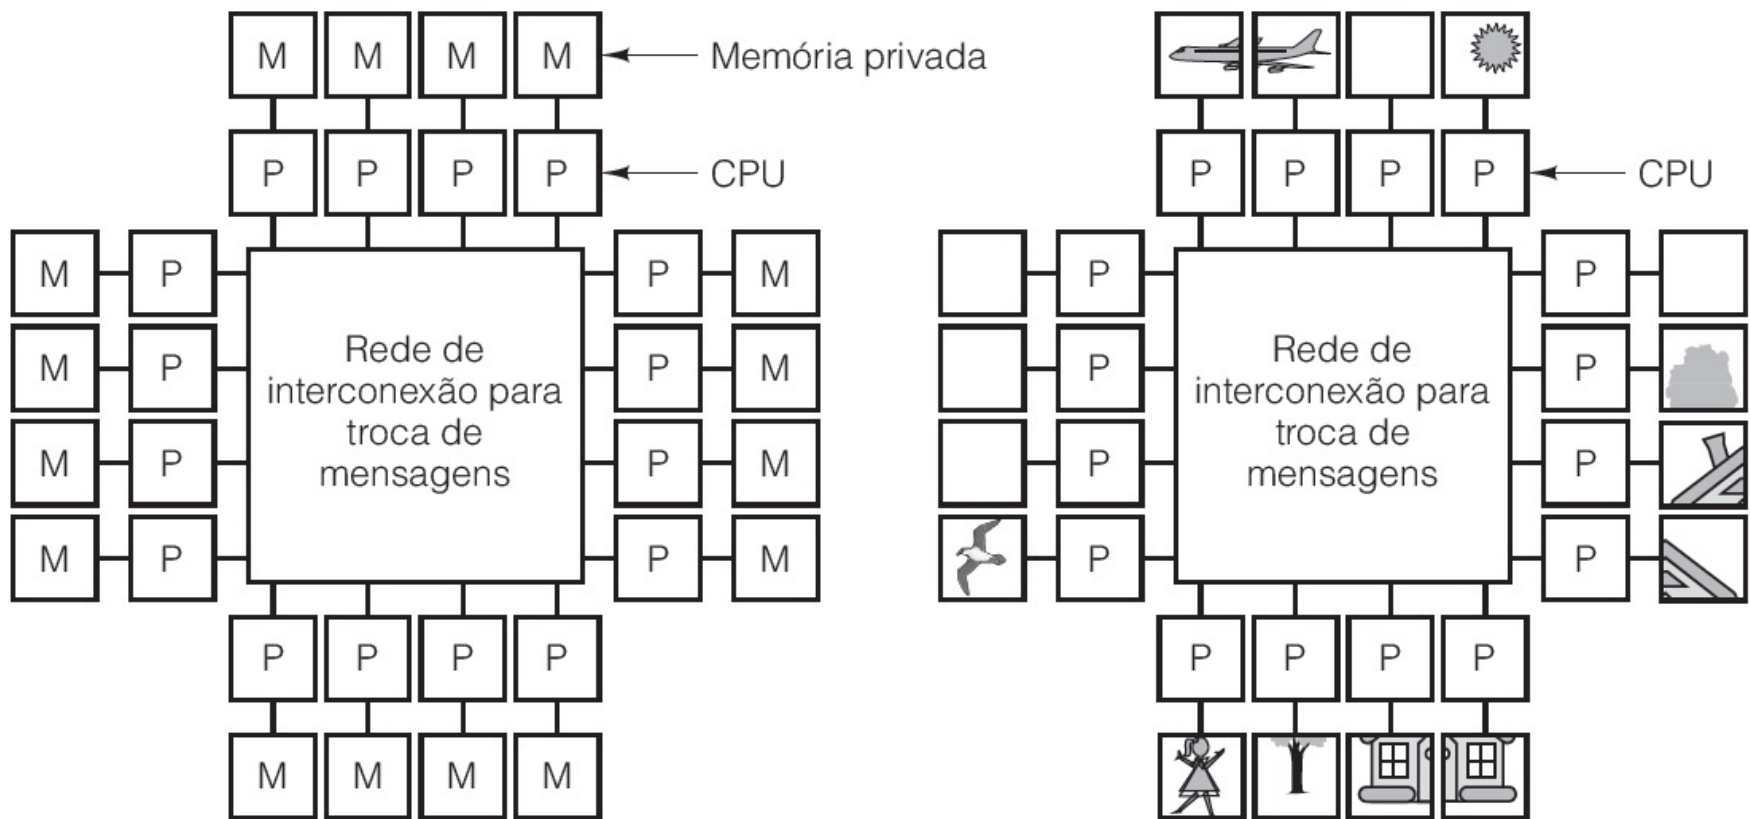 M M M M Memória privada
P P P P CPU
M P P M
M P P M
M P P M
M P P M
Rede de
interconexão para
troca de
mensagens
P P P P
M M M M
P P P P CPU
P P
P P
P P
P P
Rede de
interconexão para
troca de
mensagens
P P P P